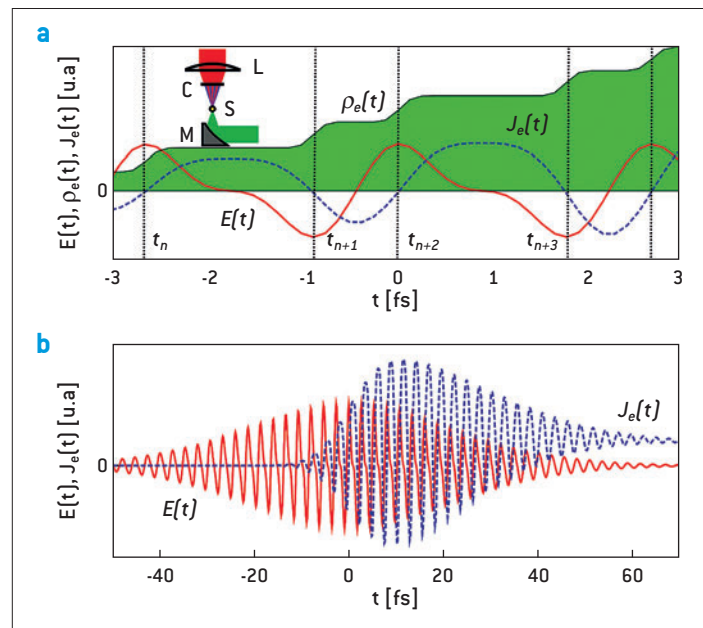 a
L
C
S
M
ρe(t)
Je(t)
E(t)
tn
tn+1
tn+2
tn+3
E(t), ρe(t), Je(t) [u.a]
0
-3 -2 -1 0 1 2 3
t [fs]
b
Je(t)
E(t)
E(t), Je(t) [u.a]
0
-40 -20 0 20 40 60
t [fs]